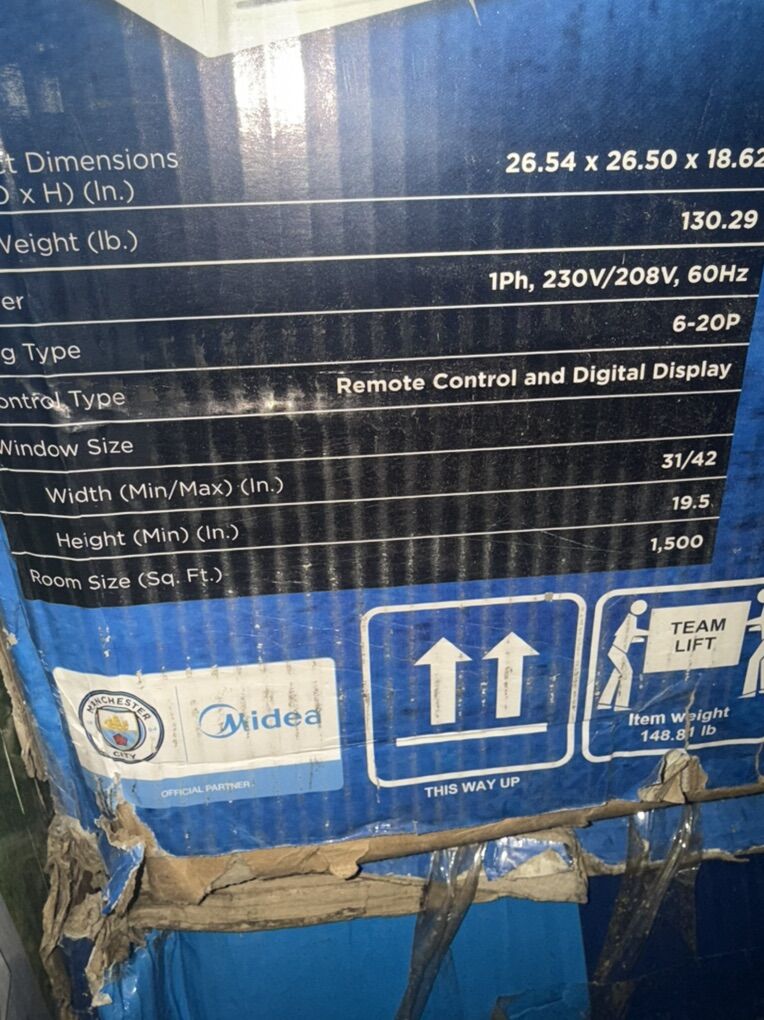 t Dimensions 26.54 x 26.50 x 18.62
x H) (In.)
Weight (lb.) 130.29
er 1Ph, 230V/208V, 60Hz
g Type 6-20P
ontrol Type Remote Control and Digital Display
Window Size
Width (Min/Max) (In.) 31/42
Height (Min) (In.) 19.5
Room Size (Sq. Ft.) 1,500
TEAM
LIFT
Item weight
148.81 lb
MANCHESTER
CITY
Midea
OFFICIAL PARTNER
THIS WAY UP